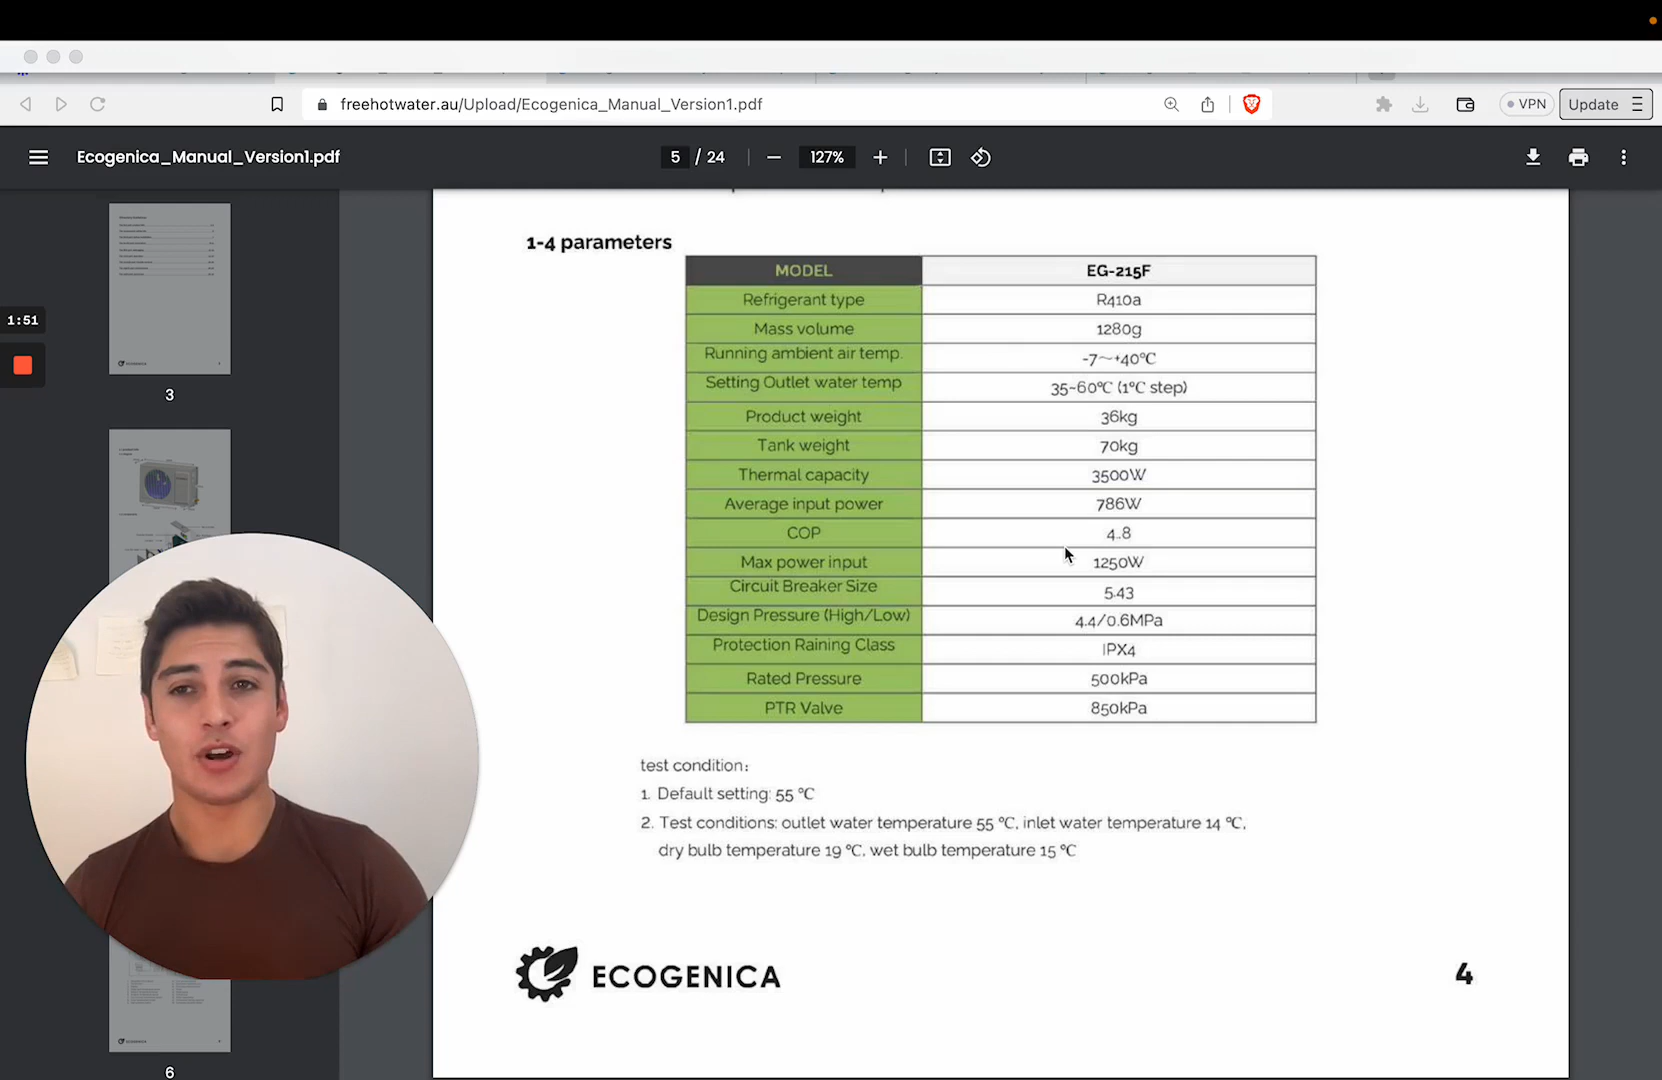 freehotwater.au/Upload/Ecogenica_Manual_Version1.pdf
VPN
Update
Ecogenica_Manual_Version1.pdf
5 / 24
127%
1:51
3
6
1-4 parameters
MODEL EG-215F
Refrigerant type R410a
Mass volume 1280g
Running ambient air temp. -7~+40℃
Setting Outlet water temp 35~60℃ (1℃ step)
Product weight 36kg
Tank weight 70kg
Thermal capacity 3500W
Average input power 786W
COP 4.8
Max power input 1250W
Circuit Breaker Size 5.43
Design Pressure (High/Low) 4.4/0.6MPa
Protection Raining Class IPX4
Rated Pressure 500kPa
PTR Valve 850kPa
test condition:
1. Default setting: 55 ℃
2. Test conditions: outlet water temperature 55 ℃, inlet water temperature 14 ℃,
dry bulb temperature 19 ℃, wet bulb temperature 15 ℃
ECOGENICA
4